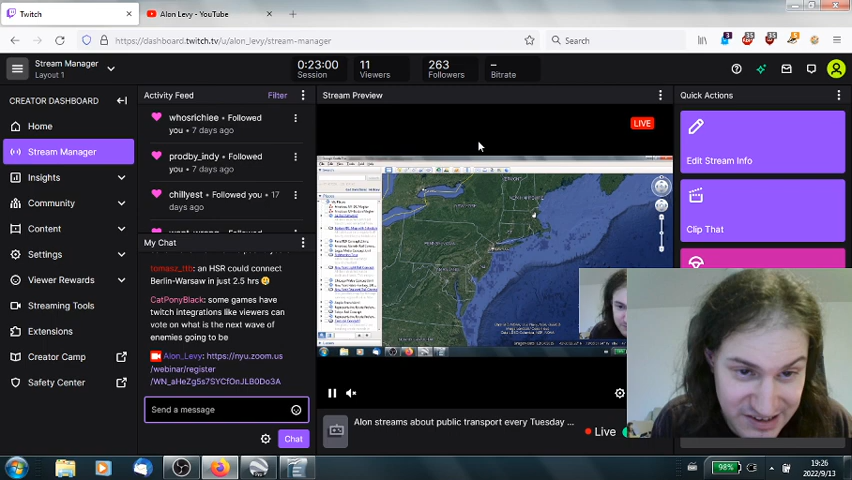 Twitch
Alon Levy - YouTube
https://dashboard.twitch.tv/u/alon_levy/stream-manager
Search
Stream Manager
Layout 1
0:23:00
Session
11
Viewers
263
Followers
–
Bitrate
CREATOR DASHBOARD
Home
Stream Manager
Insights
Community
Content
Settings
Viewer Rewards
Streaming Tools
Extensions
Creator Camp
Safety Center
Activity Feed
Filter
whosrichiee • Followed
you • 7 days ago
prodby_indy • Followed
you • 7 days ago
chillyest • Followed you • 17
days ago
My Chat
an HSR could connect
Berlin-Warsaw in just 2.5 hrs
CatPonyBlack: some games have
twitch integrations like viewers can
vote on what is the next wave of
enemies going to be
Alon_Levy: https://nyu.zoom.us
/webinar/register
/WN_aHeZg5s7SYCfOnJLB0Do3A
Send a message
Chat
Stream Preview
LIVE
Alon streams about public transport every Tuesday ...
Live
Quick Actions
Edit Stream Info
Clip That
98%
19:26
2022/9/13